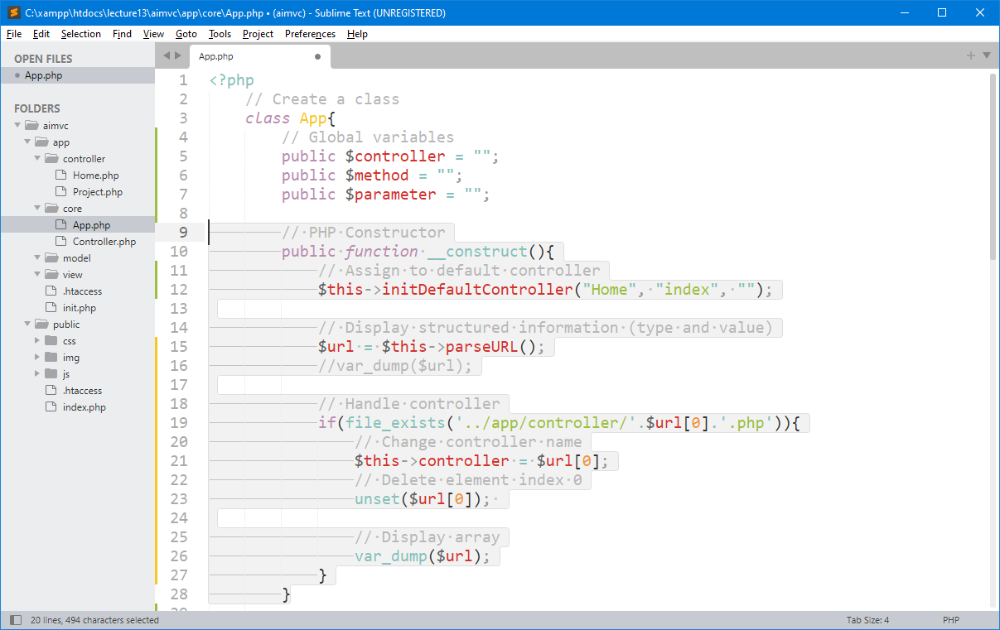 C:\xampp\htdocs\lecture13\aimvc\app\core\App.php • (aimvc) - Sublime Text (UNREGISTERED)
File Edit Selection Find View Goto Tools Project Preferences Help
OPEN FILES
App.php
FOLDERS
aimvc
app
controller
Home.php
Project.php
core
App.php
Controller.php
model
view
.htaccess
init.php
public
css
img
js
.htaccess
index.php
App.php
1 <?php
2 // Create a class
3 class App{
4 // Global variables
5 public $controller = "";
6 public $method = "";
7 public $parameter = "";
8
9 // PHP Constructor
10 public function __construct(){
11 // Assign to default controller
12 $this->initDefaultController("Home", "index", "");
13
14 // Display structured information (type and value)
15 $url = $this->parseURL();
16 //var_dump($url);
17
18 // Handle controller
19 if(file_exists('../app/controller/'.$url[0].'.php')){
20 // Change controller name
21 $this->controller = $url[0];
22 // Delete element index 0
23 unset($url[0]);
24
25 // Display array
26 var_dump($url);
27 }
28 }
20 lines, 494 characters selected
Tab Size: 4
PHP